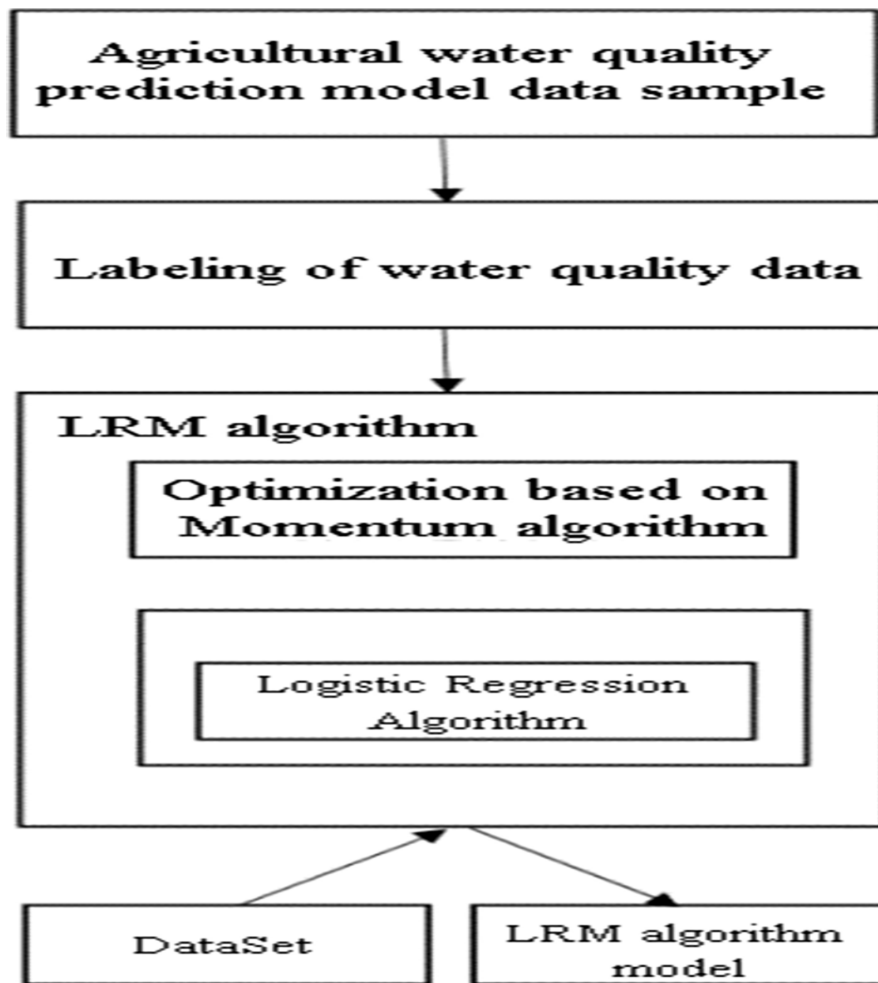 Agricultural water quality
prediction model data sample
Labeling of water quality data
LRM algorithm
Optimization based on
Momentum algorithm
Logistic Regression
Algorithm
DataSet
LRM algorithm
model